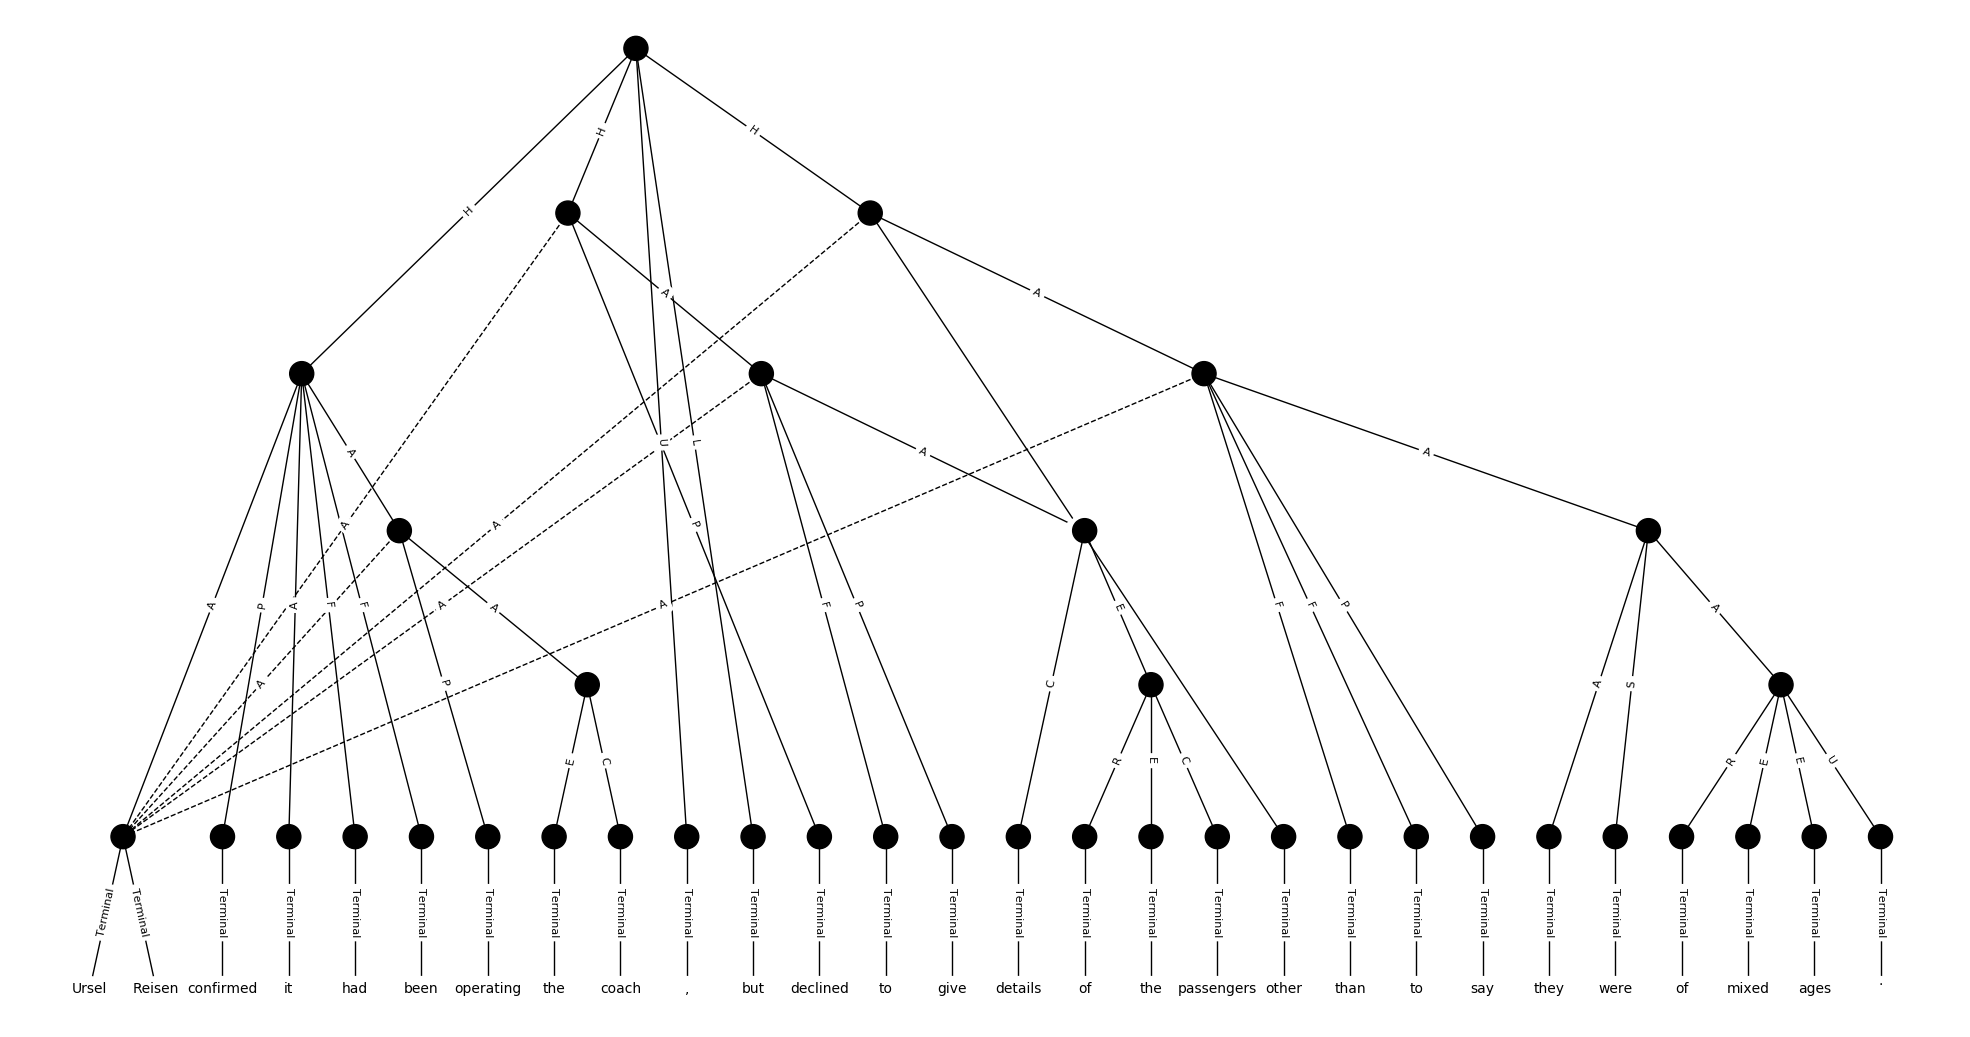 H
H
H
A
A
H
U
L
A
A
A
A
A
P
A
P
A
F
F
A
A
F
P
E
F
F
P
A
A
A
P
C
A
S
E
C
R
E
C
R
E
E
U
Terminal Terminal Terminal Terminal Terminal Terminal Terminal Terminal Terminal Terminal Terminal Terminal Terminal Terminal Terminal Terminal Terminal Terminal Terminal Terminal Terminal Terminal Terminal Terminal Terminal Terminal Terminal Terminal
Ursel Reisen confirmed it had been operating the coach , but declined to give details of the passengers other than to say they were of mixed ages .